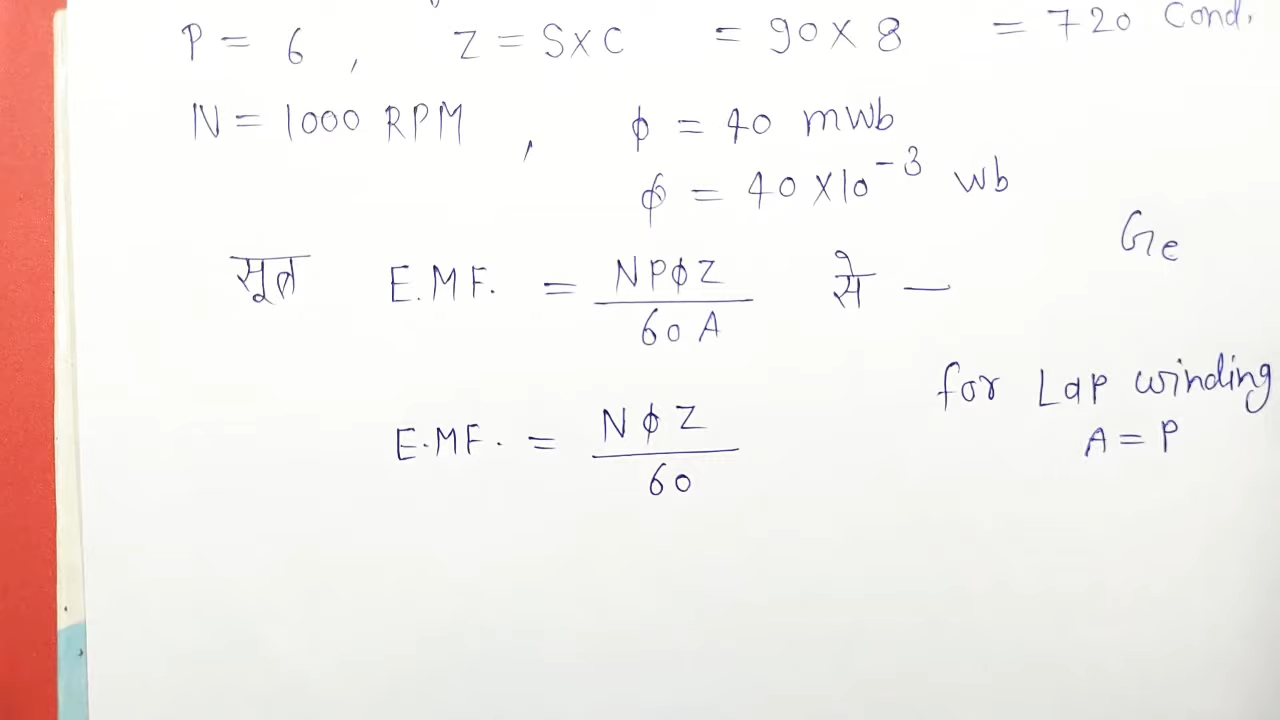 P = 6 , Z = S×C = 90 × 8 = 720 Cond.
N = 1000 RPM , ϕ = 40 mwb
ϕ = 40 ×10⁻³ wb
Ge
सूत्र E.M.F. = NPϕZ / 60 A से —
for Lap winding
A = P
E.M.F. = NϕZ / 60